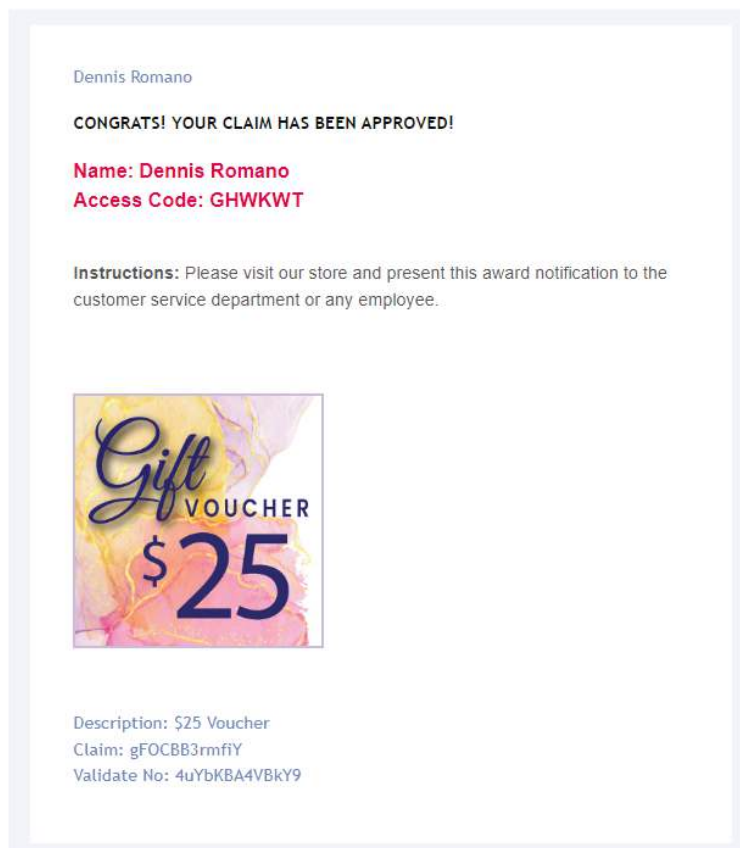 Dennis Romano
CONGRATS! YOUR CLAIM HAS BEEN APPROVED!
Name: Dennis Romano
Access Code: GHWKWT
Instructions: Please visit our store and present this award notification to the
customer service department or any employee.
Gift
VOUCHER
$25
Description: $25 Voucher
Claim: gFOCBB3rmfiY
Validate No: 4uYbKBA4VBkY9